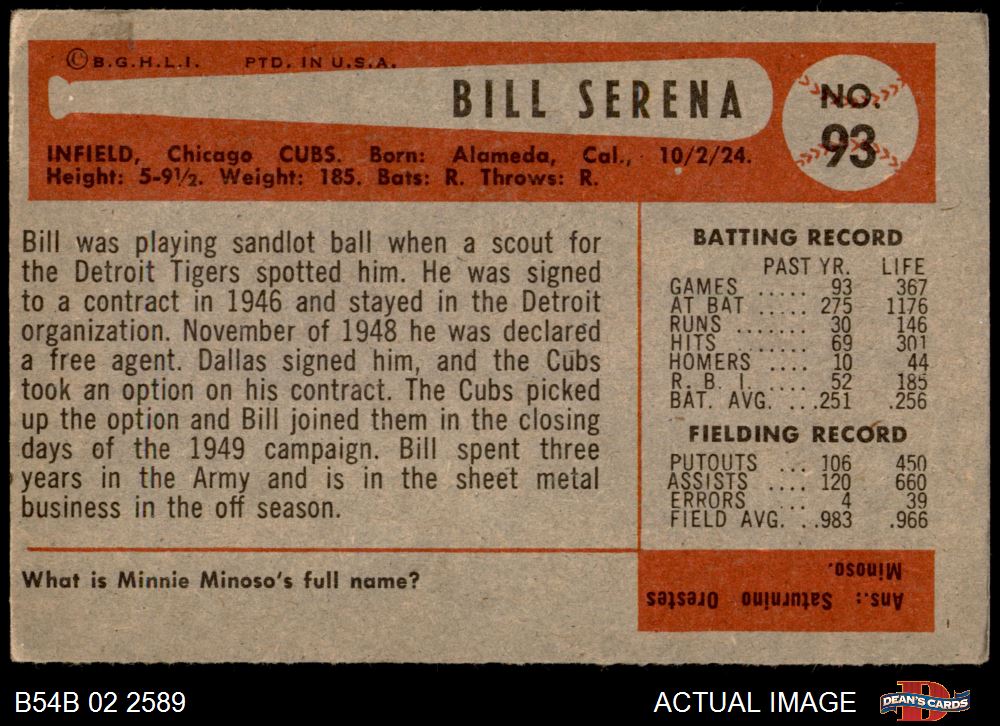 ©B.G.H.L.I. PTD. IN U.S.A.
BILL SERENA
NO.
93
INFIELD, Chicago CUBS. Born: Alameda, Cal., 10/2/24.
Height: 5-9½. Weight: 185. Bats: R. Throws: R.
Bill was playing sandlot ball when a scout for
the Detroit Tigers spotted him. He was signed
to a contract in 1946 and stayed in the Detroit
organization. November of 1948 he was declared
a free agent. Dallas signed him, and the Cubs
took an option on his contract. The Cubs picked
up the option and Bill joined them in the closing
days of the 1949 campaign. Bill spent three
years in the Army and is in the sheet metal
business in the off season.
BATTING RECORD
PAST YR. LIFE
GAMES ..... 93 367
AT BAT ..... 275 1176
RUNS ....... 30 146
HITS ....... 69 301
HOMERS .... 10 44
R. B. I. .... 52 185
BAT. AVG. ...251 .256
FIELDING RECORD
PUTOUTS ... 106 450
ASSISTS .... 120 660
ERRORS .... 4 39
FIELD AVG. ..983 .966
What is Minnie Minoso's full name?
Ans.: Saturnino Orestes
Minoso.
B54B 02 2589
ACTUAL IMAGE
DEAN'S CARDS